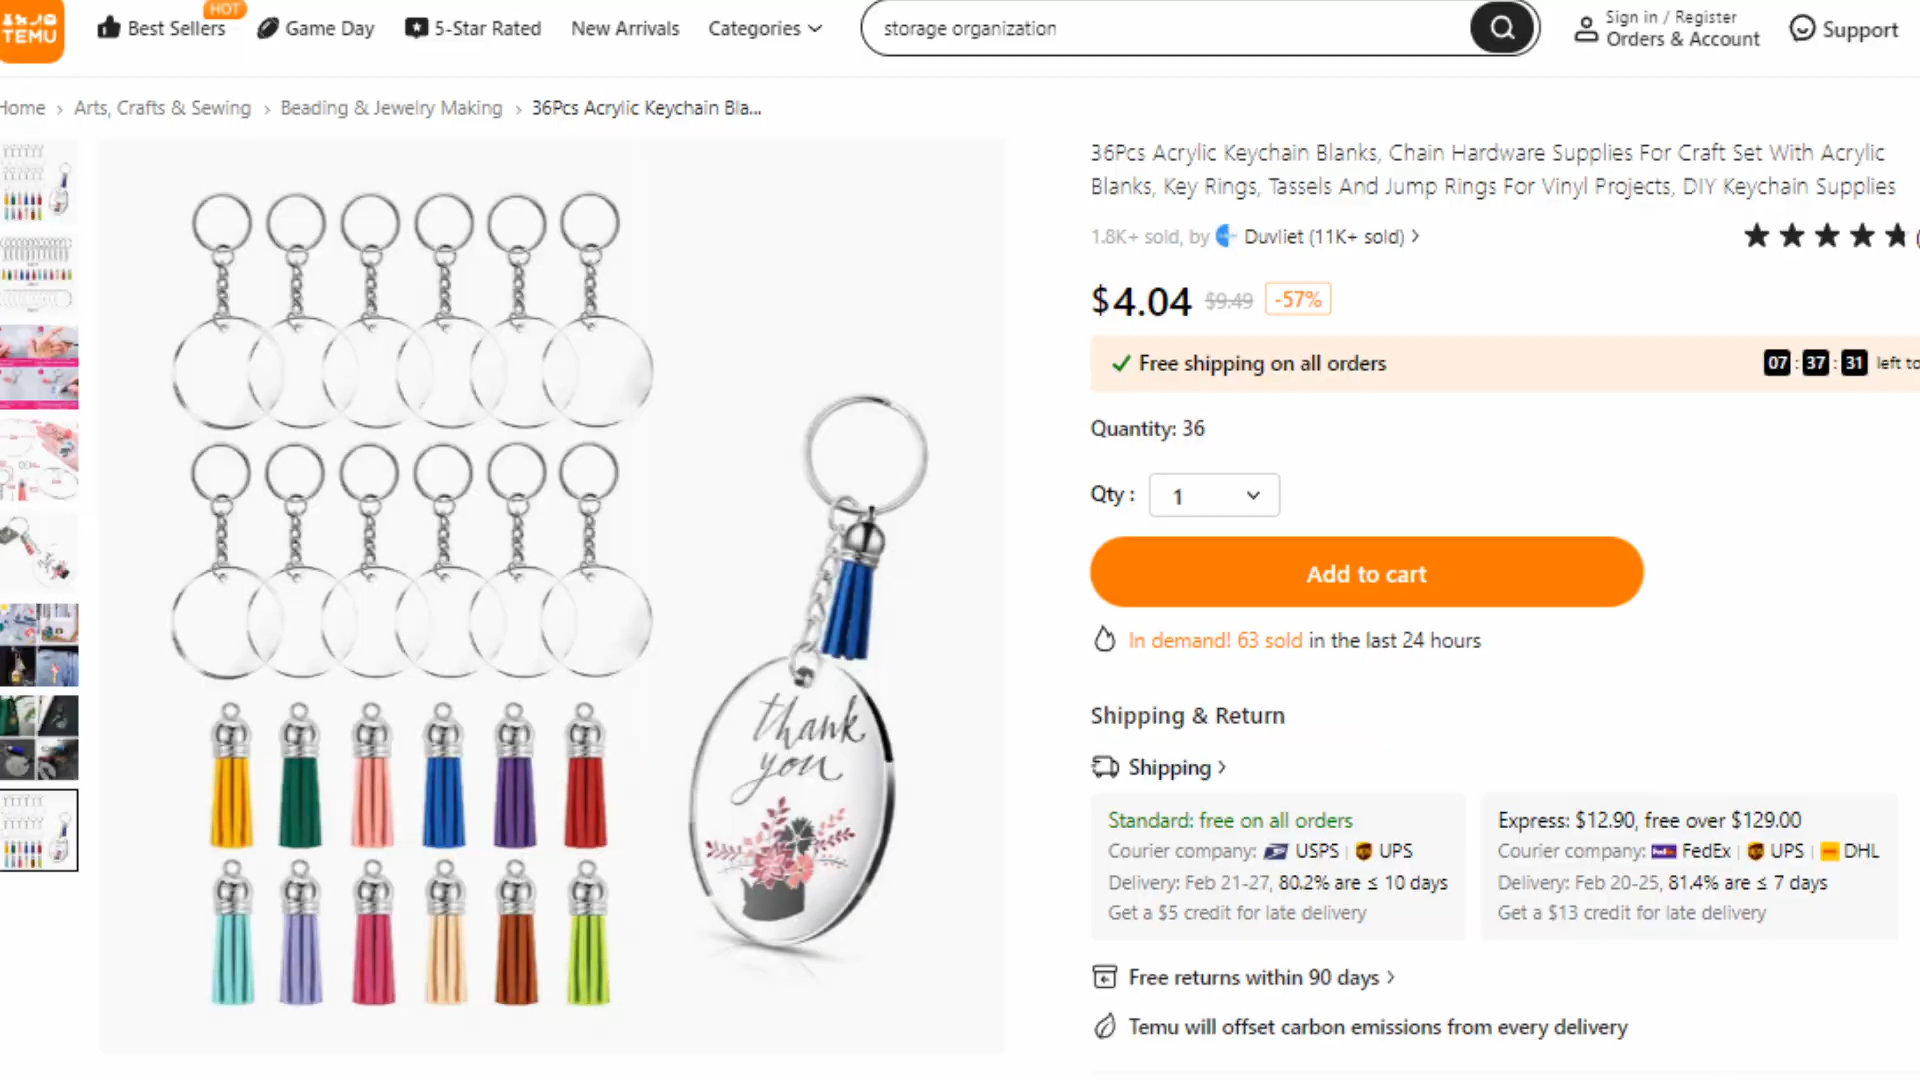 TEMU
Best Sellers
HOT
Game Day
5-Star Rated
New Arrivals
Categories
storage organization
Sign in / Register
Orders & Account
Support
Home > Arts, Crafts & Sewing > Beading & Jewelry Making > 36Pcs Acrylic Keychain Bla...
36Pcs Acrylic Keychain Blanks, Chain Hardware Supplies For Craft Set With Acrylic
Blanks, Key Rings, Tassels And Jump Rings For Vinyl Projects, DIY Keychain Supplies
1.8K+ sold, by Duvliet (11K+ sold) >
$4.04 $9.49 -57%
Free shipping on all orders
07 : 37 : 31 left to
Quantity: 36
Qty : 1
Add to cart
In demand! 63 sold in the last 24 hours
Shipping & Return
Shipping >
Standard: free on all orders
Courier company: USPS | UPS
Delivery: Feb 21-27, 80.2% are ≤ 10 days
Get a $5 credit for late delivery
Express: $12.90, free over $129.00
Courier company: FedEx | UPS | DHL
Delivery: Feb 20-25, 81.4% are ≤ 7 days
Get a $13 credit for late delivery
Free returns within 90 days >
Temu will offset carbon emissions from every delivery
thank
you